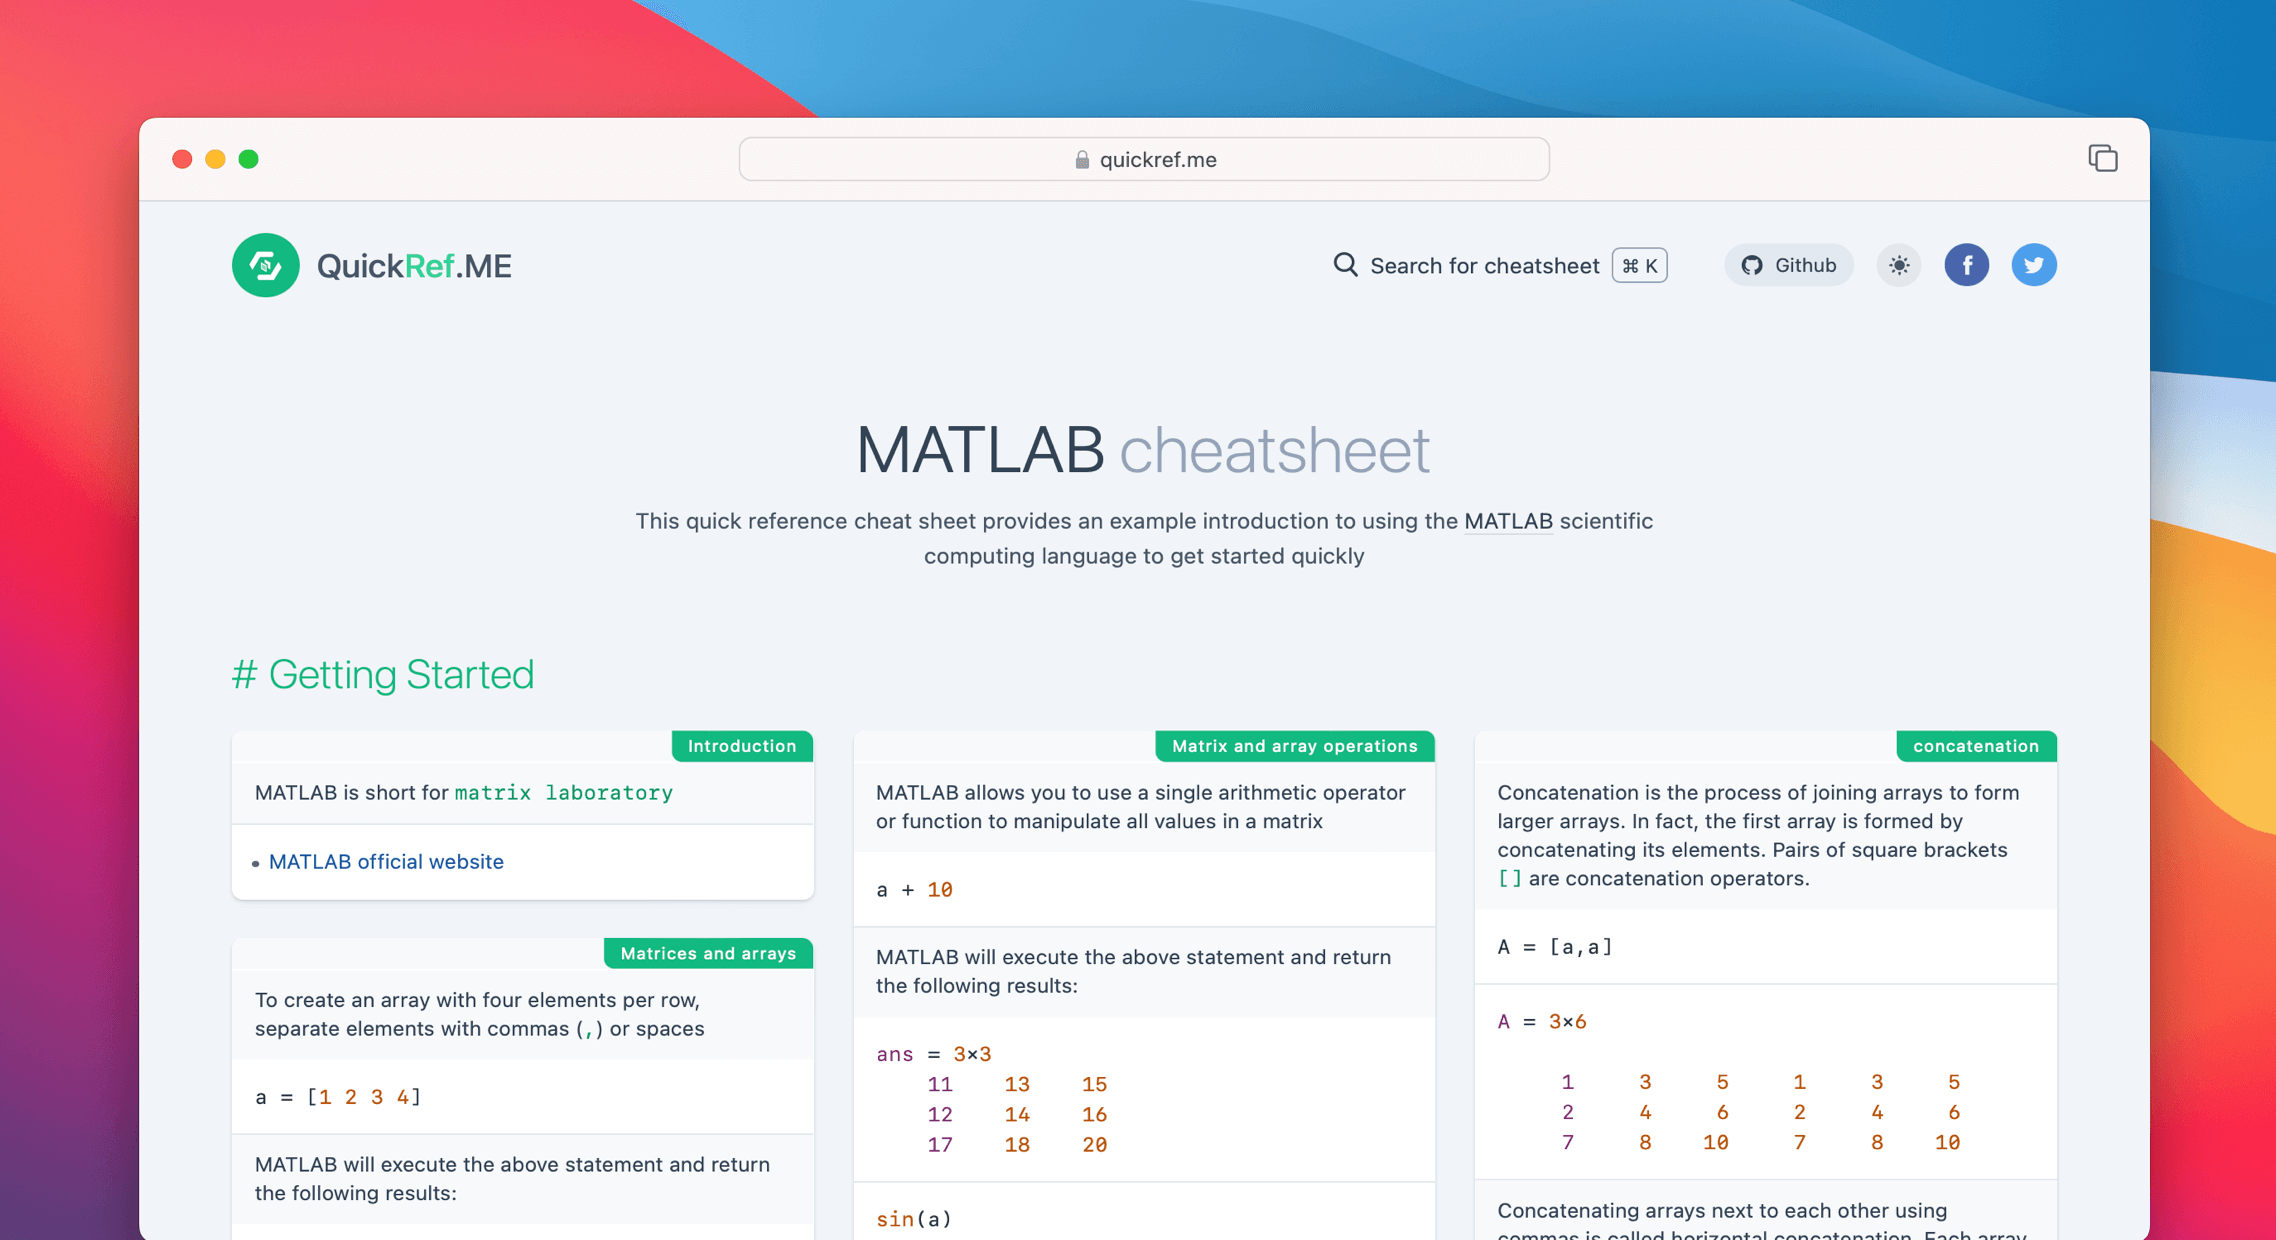 quickref.me
QuickRef.ME
Search for cheatsheet ⌘ K
Github
MATLAB cheatsheet
This quick reference cheat sheet provides an example introduction to using the MATLAB scientific
computing language to get started quickly
# Getting Started
Introduction
MATLAB is short for matrix laboratory
• MATLAB official website
Matrices and arrays
To create an array with four elements per row,
separate elements with commas (,) or spaces
a = [1 2 3 4]
MATLAB will execute the above statement and return
the following results:
Matrix and array operations
MATLAB allows you to use a single arithmetic operator
or function to manipulate all values in a matrix
a + 10
MATLAB will execute the above statement and return
the following results:
ans = 3×3
11 13 15
12 14 16
17 18 20
sin(a)
concatenation
Concatenation is the process of joining arrays to form
larger arrays. In fact, the first array is formed by
concatenating its elements. Pairs of square brackets
[] are concatenation operators.
A = [a,a]
A = 3×6
1 3 5 1 3 5
2 4 6 2 4 6
7 8 10 7 8 10
Concatenating arrays next to each other using
commas is called horizontal concatenation. Each array